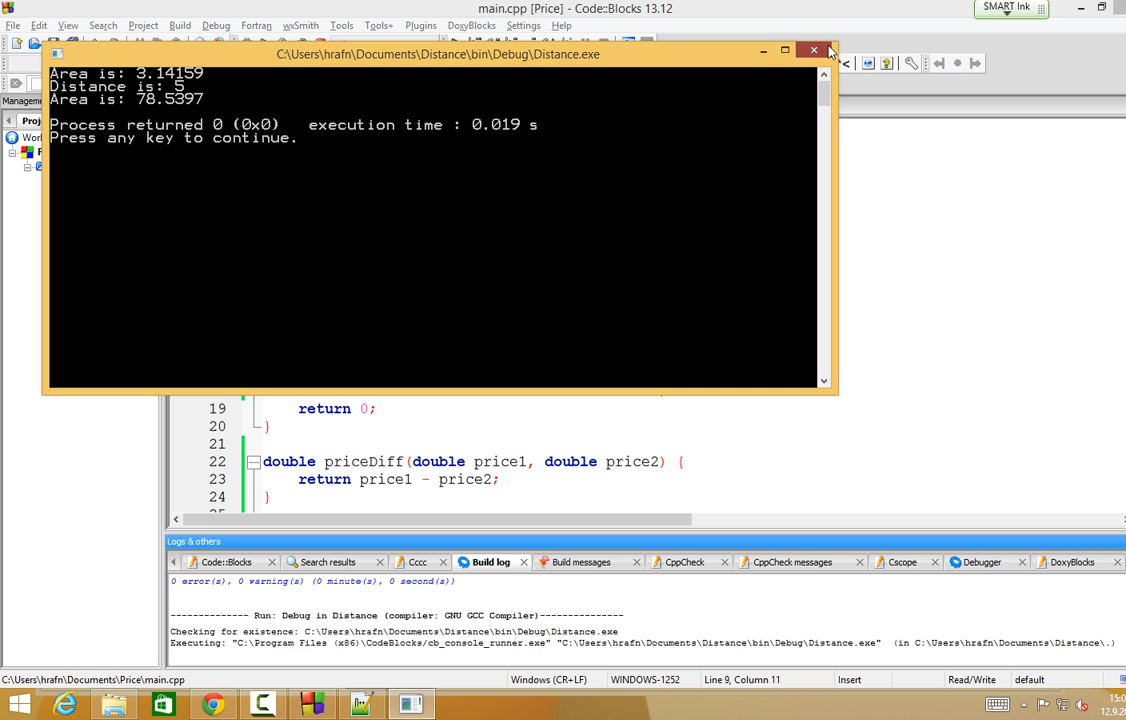 main.cpp [Price] - Code::Blocks 13.12
SMART Ink
File Edit View Search Project Build Debug Fortran wxSmith Tools Tools+ Plugins DoxyBlocks Settings Help
C:\Users\hrafn\Documents\Distance\bin\Debug\Distance.exe
Area is: 3.14159
Distance is: 5
Area is: 78.5397
Process returned 0 (0x0)   execution time : 0.019 s
Press any key to continue.
19 return 0;
20 }
21
22 double priceDiff(double price1, double price2) {
23 return price1 - price2;
24 }
Logs & others
Code::Blocks Search results Cccc Build log Build messages CppCheck CppCheck messages Cscope Debugger DoxyBlocks
0 error(s), 0 warning(s) (0 minute(s), 0 second(s))
-------------- Run: Debug in Distance (compiler: GNU GCC Compiler)---------------
Checking for existence: C:\Users\hrafn\Documents\Distance\bin\Debug\Distance.exe
Executing: "C:\Program Files (x86)\CodeBlocks/cb_console_runner.exe" "C:\Users\hrafn\Documents\Distance\bin\Debug\Distance.exe"  (in C:\Users\hrafn\Documents\Distance\.)
C:\Users\hrafn\Documents\Price\main.cpp Windows (CR+LF) WINDOWS-1252 Line 9, Column 11 Insert Read/Write default